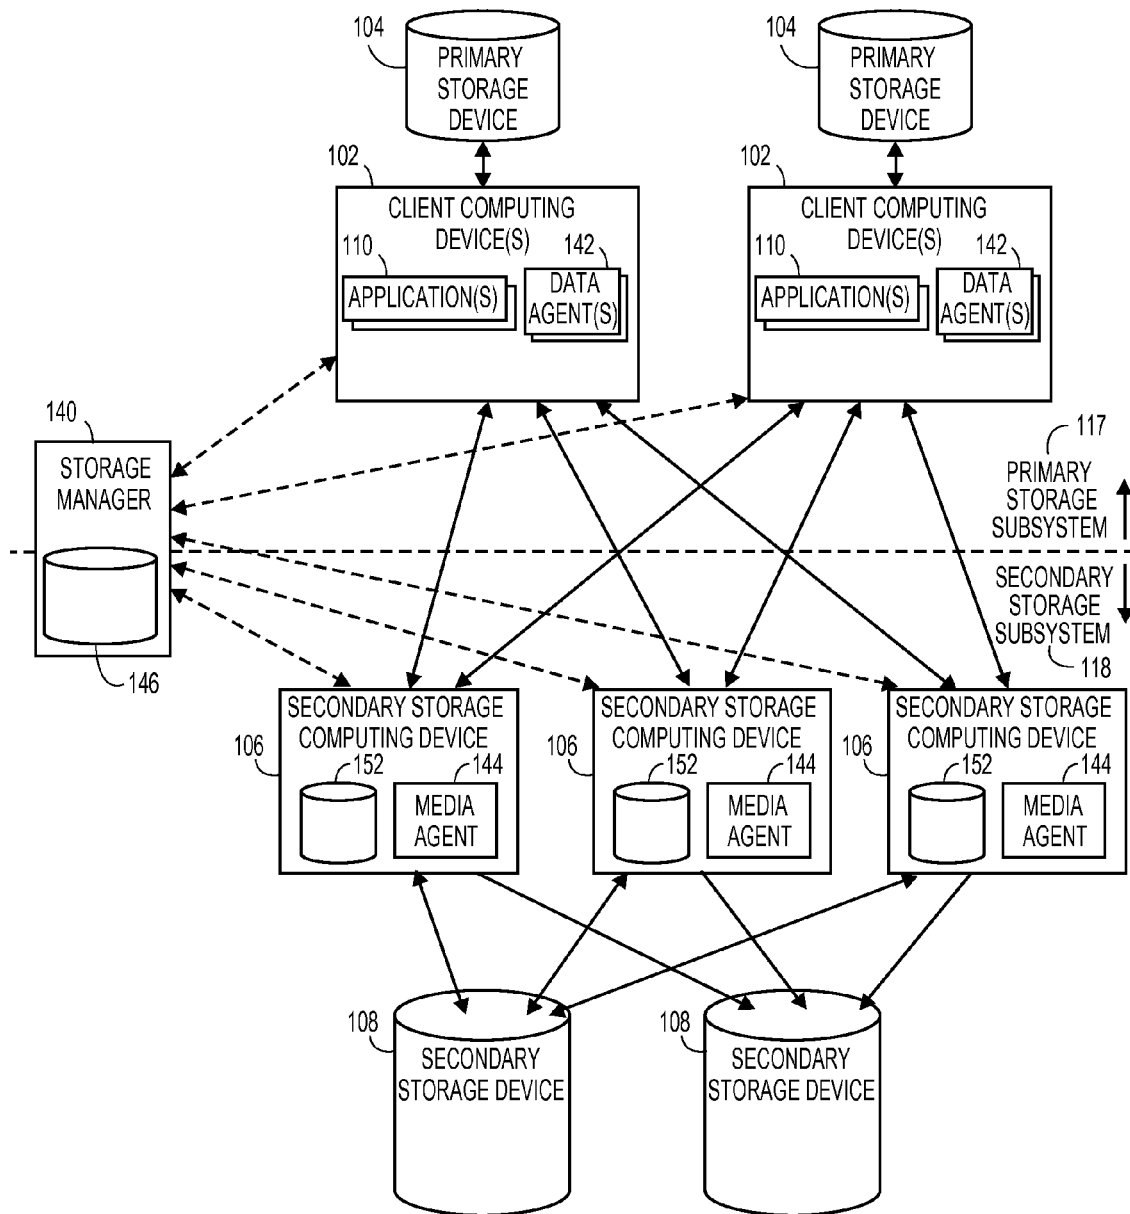 104
PRIMARY
STORAGE
DEVICE
104
PRIMARY
STORAGE
DEVICE
102
CLIENT COMPUTING
DEVICE(S)
110
142
APPLICATION(S)
DATA
AGENT(S)
102
CLIENT COMPUTING
DEVICE(S)
110
142
APPLICATION(S)
DATA
AGENT(S)
140
STORAGE
MANAGER
146
117
PRIMARY
STORAGE
SUBSYSTEM
SECONDARY
STORAGE
SUBSYSTEM
118
SECONDARY STORAGE
COMPUTING DEVICE
106
152
144
MEDIA
AGENT
SECONDARY STORAGE
COMPUTING DEVICE
106
152
144
MEDIA
AGENT
SECONDARY STORAGE
COMPUTING DEVICE
106
152
144
MEDIA
AGENT
108
SECONDARY
STORAGE DEVICE
108
SECONDARY
STORAGE DEVICE